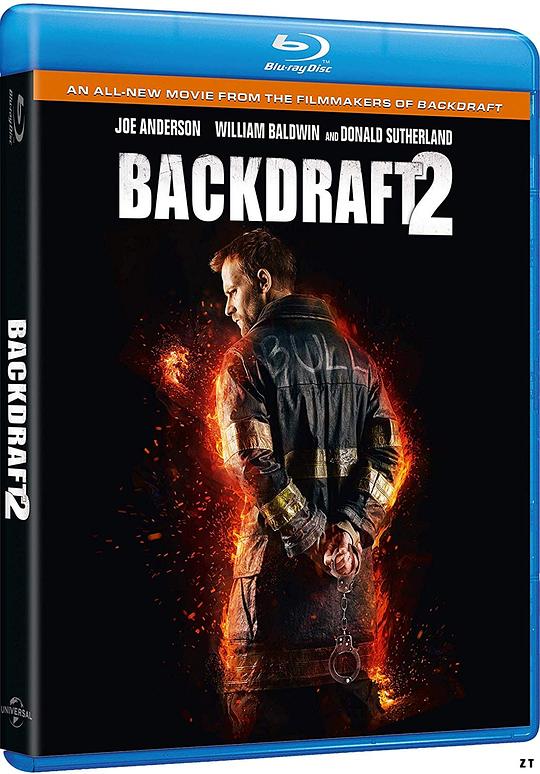 Blu-ray Disc
AN ALL-NEW MOVIE FROM THE FILMMAKERS OF BACKDRAFT
JOE ANDERSON WILLIAM BALDWIN AND DONALD SUTHERLAND
BACKDRAFT 2
BULL
BACKDRAFT 2
UNIVERSAL
ZT